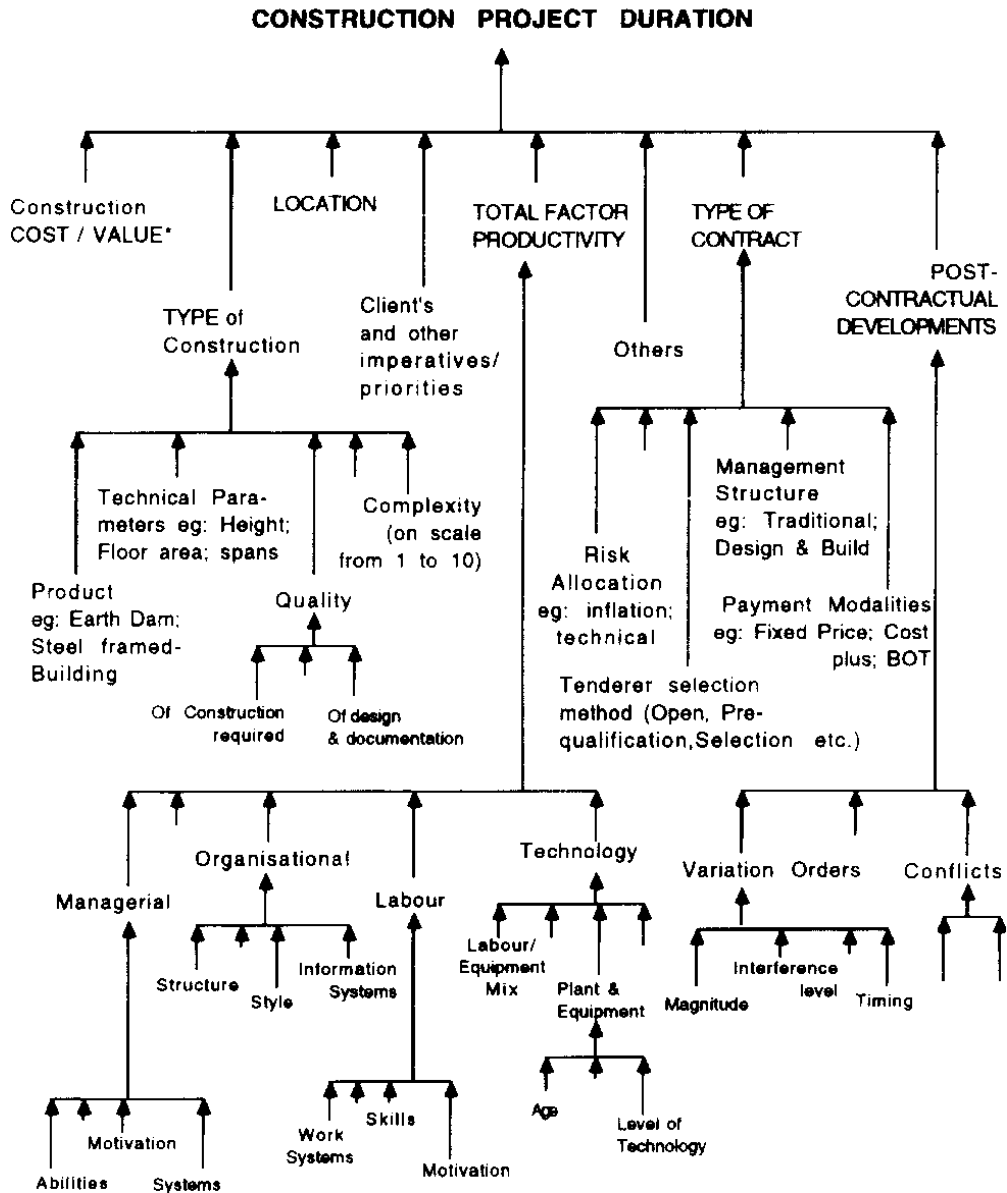 CONSTRUCTION PROJECT DURATION
Construction
COST / VALUE*
LOCATION
TOTAL FACTOR
PRODUCTIVITY
TYPE OF
CONTRACT
POST-
CONTRACTUAL
DEVELOPMENTS
TYPE of
Construction
Client's
and other
imperatives/
priorities
Others
Product
eg: Earth Dam;
Steel framed-
Building
Technical Para-
meters eg: Height;
Floor area; spans
Quality
Complexity
(on scale
from 1 to 10)
Of Construction
required
Of design
& documentation
Risk
Allocation
eg: inflation;
technical
Tenderer selection
method (Open, Pre-
qualification,Selection etc.)
Management
Structure
eg: Traditional;
Design & Build
Payment Modalities
eg: Fixed Price; Cost
plus; BOT
Managerial
Organisational
Labour
Technology
Variation Orders
Conflicts
Structure
Style
Information
Systems
Labour/
Equipment
Mix
Plant &
Equipment
Magnitude
Interference
level
Timing
Abilities
Motivation
Systems
Work
Systems
Skills
Motivation
Age
Level of
Technology